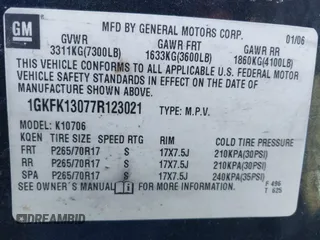 GM
MFD BY GENERAL MOTORS CORP.
01/06
GVWR GAWR FRT GAWR RR
3311KG(7300LB) 1633KG(3600LB) 1860KG(4100LB)
THIS VEHICLE CONFORMS TO ALL APPLICABLE U.S. FEDERAL MOTOR
VEHICLE SAFETY STANDARDS IN EFFECT ON THE DATE OF
MANUFACTURE SHOWN ABOVE.
1GKFK13077R123021 TYPE: M.P.V.
MODEL: K10706
KQEN TIRE SIZE SPEED RTG RIM COLD TIRE PRESSURE
FRT P265/70R17 S 17X7.5J 210KPA(30PSI)
RR P265/70R17 S 17X7.5J 210KPA(30PSI)
SPA P265/70R17 S 17X7.5J 240KPA(35PSI)
SEE OWNER'S MANUAL FOR MORE INFORMATION
F 496
T 625
DREAMBID